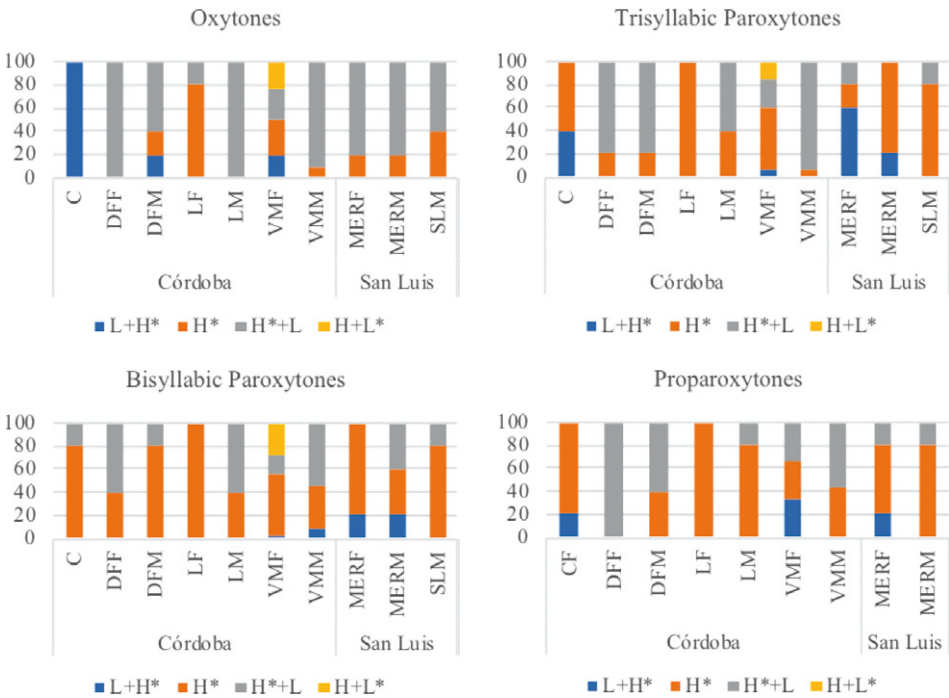 Oxytones
100
80
60
40
20
0
C DFF DFM LF LM VMF VMM MERF MERM SLM
Córdoba San Luis
L+H* H* H*+L H+L*
Trisyllabic Paroxytones
100
80
60
40
20
0
C DFF DFM LF LM VMF VMM MERF MERM SLM
Córdoba San Luis
L+H* H* H*+L H+L*
Bisyllabic Paroxytones
100
80
60
40
20
0
C DFF DFM LF LM VMF VMM MERF MERM SLM
Córdoba San Luis
L+H* H* H*+L H+L*
Proparoxytones
100
80
60
40
20
0
CF DFF DFM LF LM VMF VMM MERF MERM
Córdoba San Luis
L+H* H* H*+L H+L*